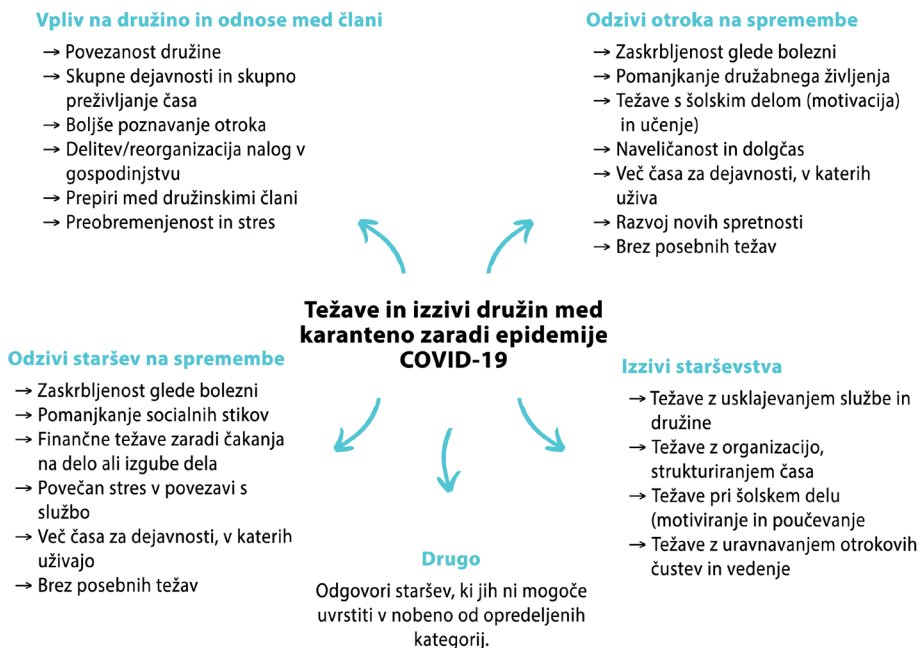 Vpliv na družino in odnose med člani
→ Povezanost družine
→ Skupne dejavnosti in skupno
preživljanje časa
→ Boljše poznavanje otroka
→ Delitev/reorganizacija nalog v
gospodinjstvu
→ Prepiri med družinskimi člani
→ Preobremenjenost in stres
Odzivi otroka na spremembe
→ Zaskrbljenost glede bolezni
→ Pomanjkanje družabnega življenja
→ Težave s šolskim delom (motivacija)
in učenje)
→ Naveličanost in dolgčas
→ Več časa za dejavnosti, v katerih
uživa
→ Razvoj novih spretnosti
→ Brez posebnih težav
Težave in izzivi družin med
karanteno zaradi epidemije
COVID-19
Odzivi staršev na spremembe
→ Zaskrbljenost glede bolezni
→ Pomanjkanje socialnih stikov
→ Finančne težave zaradi čakanja
na delo ali izgube dela
→ Povečan stres v povezavi s
službo
→ Več časa za dejavnosti, v katerih
uživajo
→ Brez posebnih težav
Izzivi starševstva
→ Težave z usklajevanjem službe in
družine
→ Težave z organizacijo,
strukturiranjem časa
→ Težave pri šolskem delu
(motiviranje in poučevanje
→ Težave z uravnavanjem otrokovih
čustev in vedenje
Drugo
Odgovori staršev, ki jih ni mogoče
uvrstiti v nobeno od opredeljenih
kategorij.